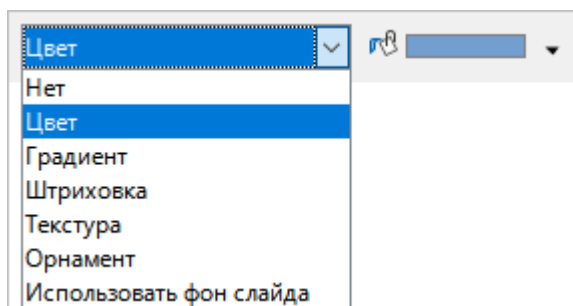 Цвет
Нет
Цвет
Градиент
Штриховка
Текстура
Орнамент
Использовать фон слайда